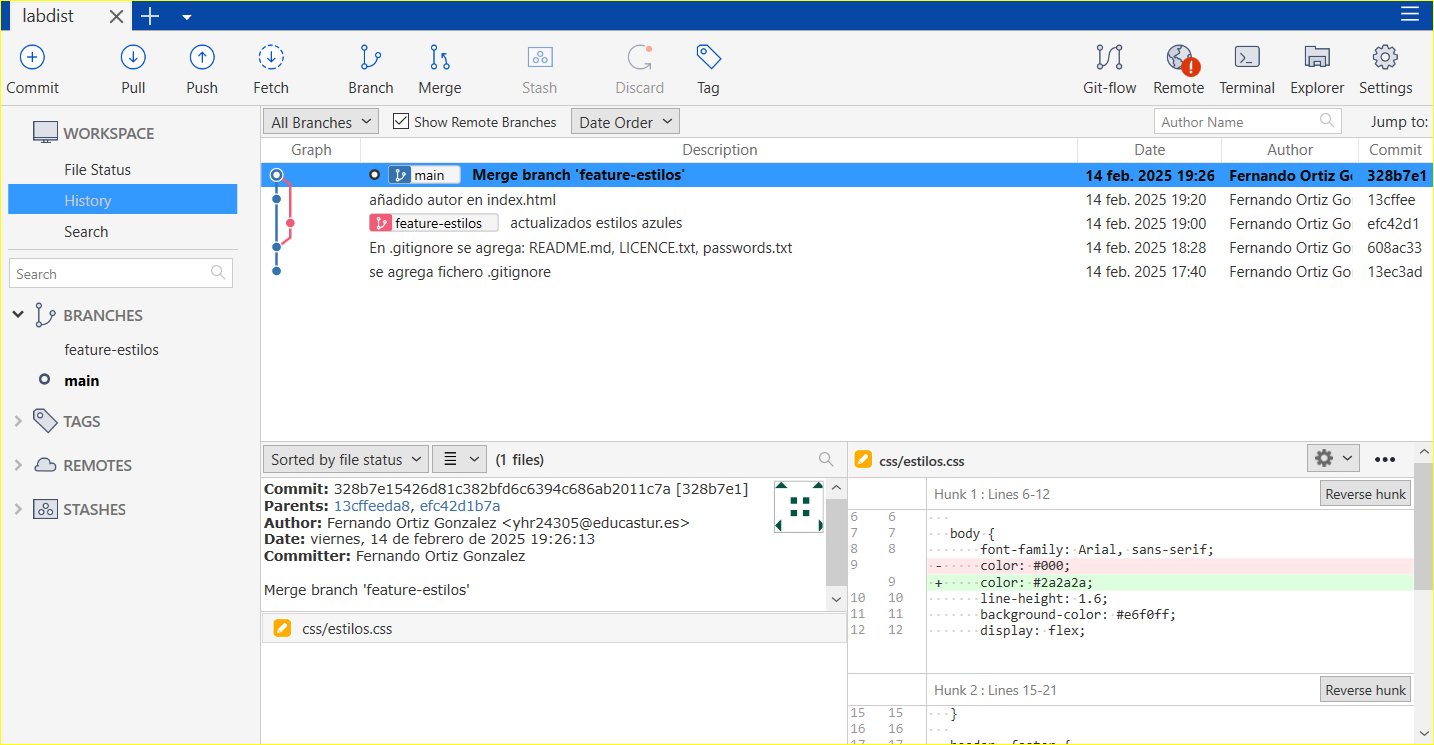 labdist
Commit Pull Push Fetch Branch Merge Stash Discard Tag Git-flow Remote Terminal Explorer Settings
WORKSPACE
File Status
History
Search
Search
BRANCHES
feature-estilos
main
TAGS
REMOTES
STASHES
All Branches Show Remote Branches Date Order Author Name Jump to:
Graph Description Date Author Commit
main Merge branch 'feature-estilos' 14 feb. 2025 19:26 Fernando Ortiz G 328b7e1
añadido autor en index.html 14 feb. 2025 19:20 Fernando Ortiz Gor 13cffee
feature-estilos actualizados estilos azules 14 feb. 2025 19:00 Fernando Ortiz Gor efc42d1
En .gitignore se agrega: README.md, LICENCE.txt, passwords.txt 14 feb. 2025 18:28 Fernando Ortiz Gor 608ac33
se agrega fichero .gitignore 14 feb. 2025 17:40 Fernando Ortiz Gor 13ec3ad
Sorted by file status (1 files)
Commit: 328b7e15426d81c382bfd6c6394c686ab2011c7a [328b7e1]
Parents: 13cffeeda8, efc42d1b7a
Author: Fernando Ortiz Gonzalez <yhr24305@educastur.es>
Date: viernes, 14 de febrero de 2025 19:26:13
Committer: Fernando Ortiz Gonzalez
Merge branch 'feature-estilos'
css/estilos.css
css/estilos.css
Hunk 1 : Lines 6-12 Reverse hunk
6 6
7 7 body {
8 8 font-family: Arial, sans-serif;
9 - color: #000;
9 + color: #2a2a2a;
10 10 line-height: 1.6;
11 11 background-color: #e6f0ff;
12 12 display: flex;
Hunk 2 : Lines 15-21 Reverse hunk
15 15 }
16 16